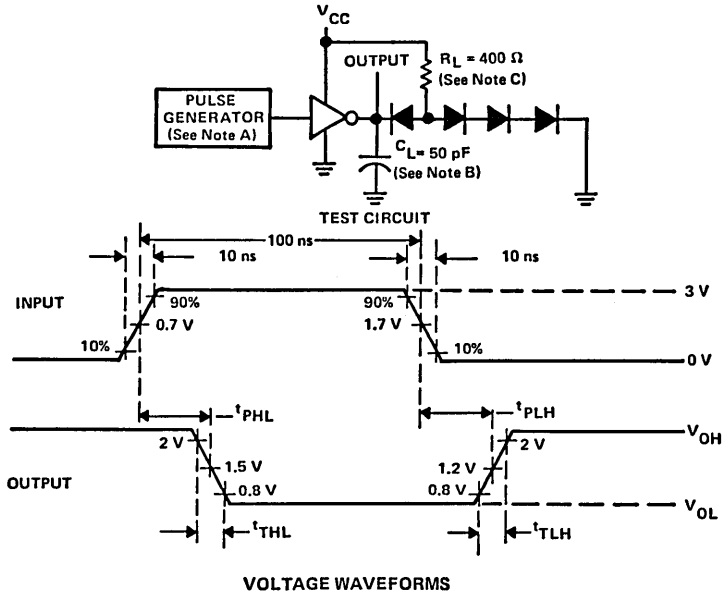 VCC
OUTPUT
RL = 400 Ω
(See Note C)
PULSE
GENERATOR
(See Note A)
CL= 50 pF
(See Note B)
TEST CIRCUIT
100 ns
10 ns
10 ns
INPUT
90%
90%
3 V
0.7 V
1.7 V
10%
10%
0 V
tPHL
tPLH
VOH
2 V
2 V
1.5 V
1.2 V
OUTPUT
0.8 V
0.8 V
VOL
tTHL
tTLH
VOLTAGE WAVEFORMS